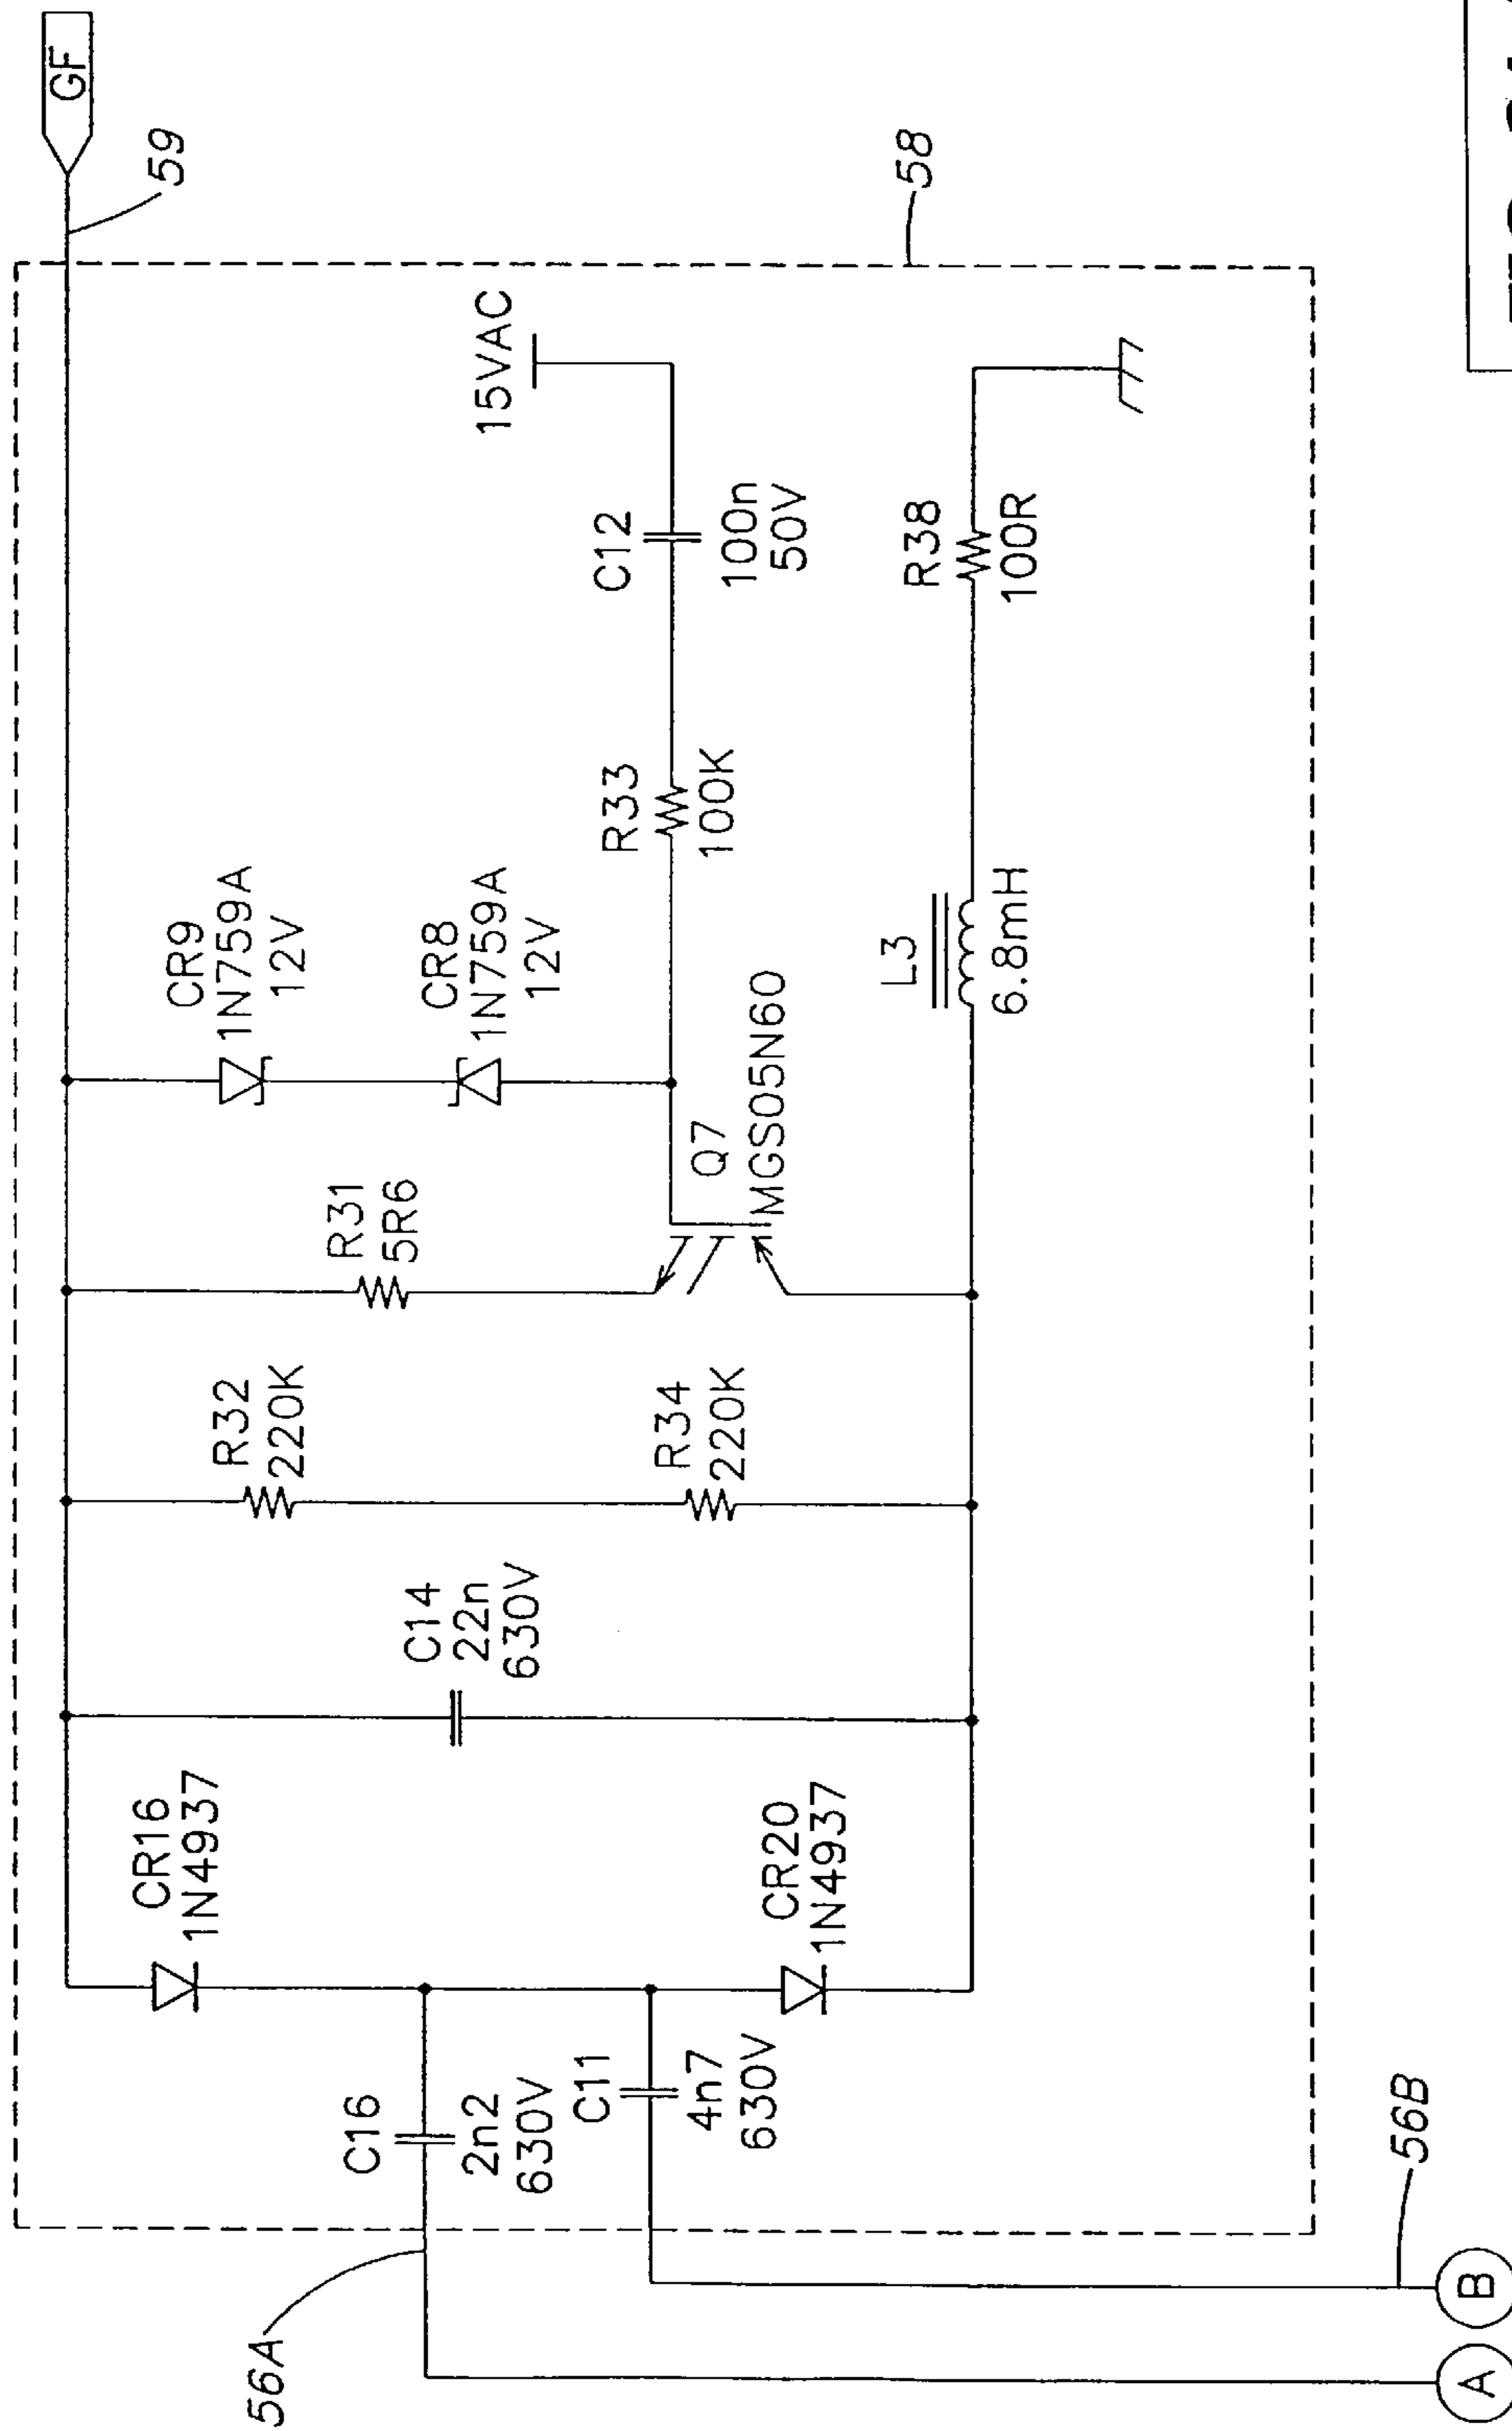 GF
59
58
15VAC
C12
100n
50V
R38
100R
R33
100K
CR9
1N759A
12V
CR8
1N759A
12V
L3
6.8mH
Q7
MGS05N60
R31
5R6
R32
220K
R34
220K
C14
22n
630V
CR16
1N4937
CR20
1N4937
C16
2n2
630V
C11
4n7
630V
56A
56B
A
B